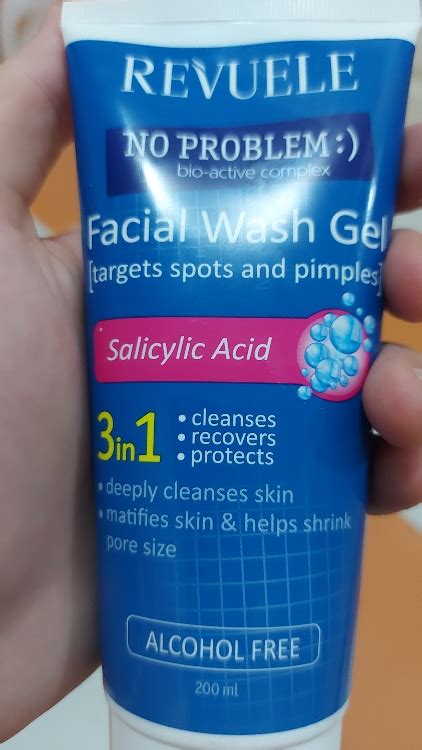 REVUELE
NO PROBLEM:)
bio-active complex
Facial Wash Gel
[targets spots and pimples]
Salicylic Acid
3in1
• cleanses
• recovers
• protects
• deeply cleanses skin
• matifies skin & helps shrink
pore size
ALCOHOL FREE
200 ml